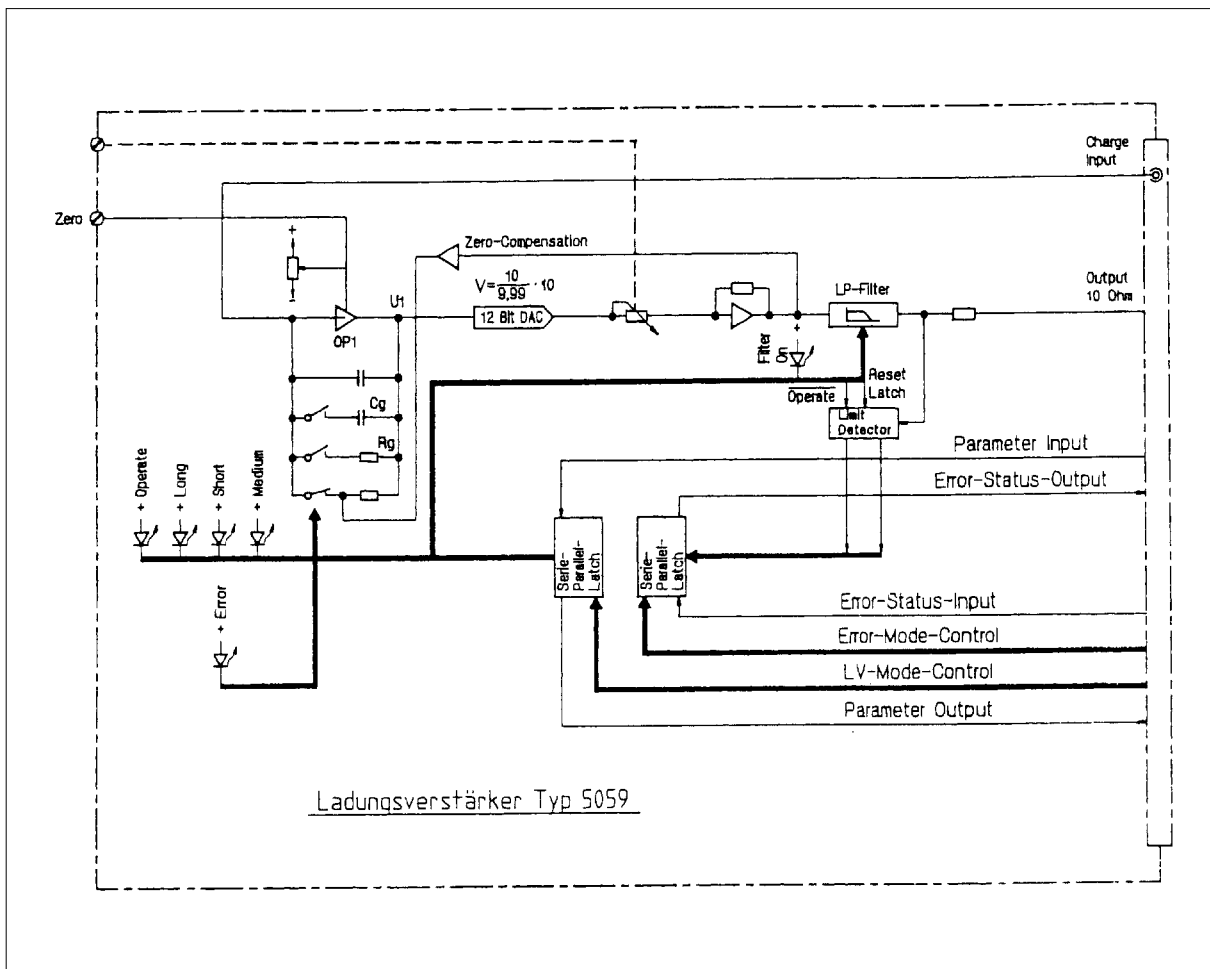 Charge
Input
Zero
+
-
Zero-Compensation
V= 10/9,99 · 10
12 Bit DAC
U1
OP1
LP-Filter
Output
10 Ohm
+
Filter
On
Operate
Reset
Latch
Limit
Detector
Cg
Rg
Parameter Input
Error-Status-Output
+ Operate
+ Long
+ Short
+ Medium
Serie-
Parallel-
Latch
Serie-
Parallel-
Latch
+ Error
Error-Status-Input
Error-Mode-Control
LV-Mode-Control
Parameter Output
Ladungsverstärker Typ 5059